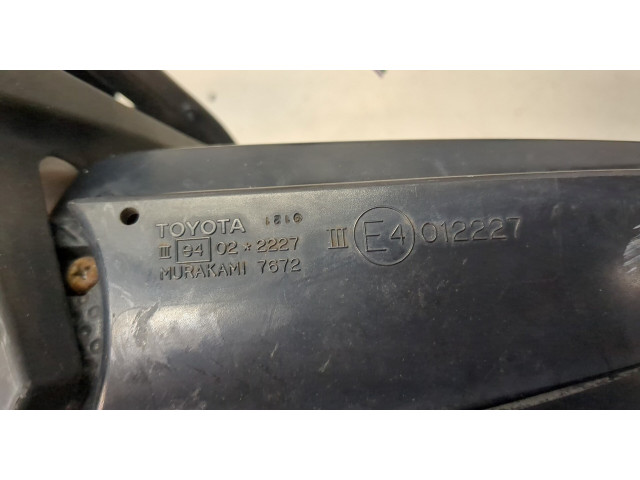 TOYOTA
III 94 02*2227
MURAKAMI 7672
III E4 012227